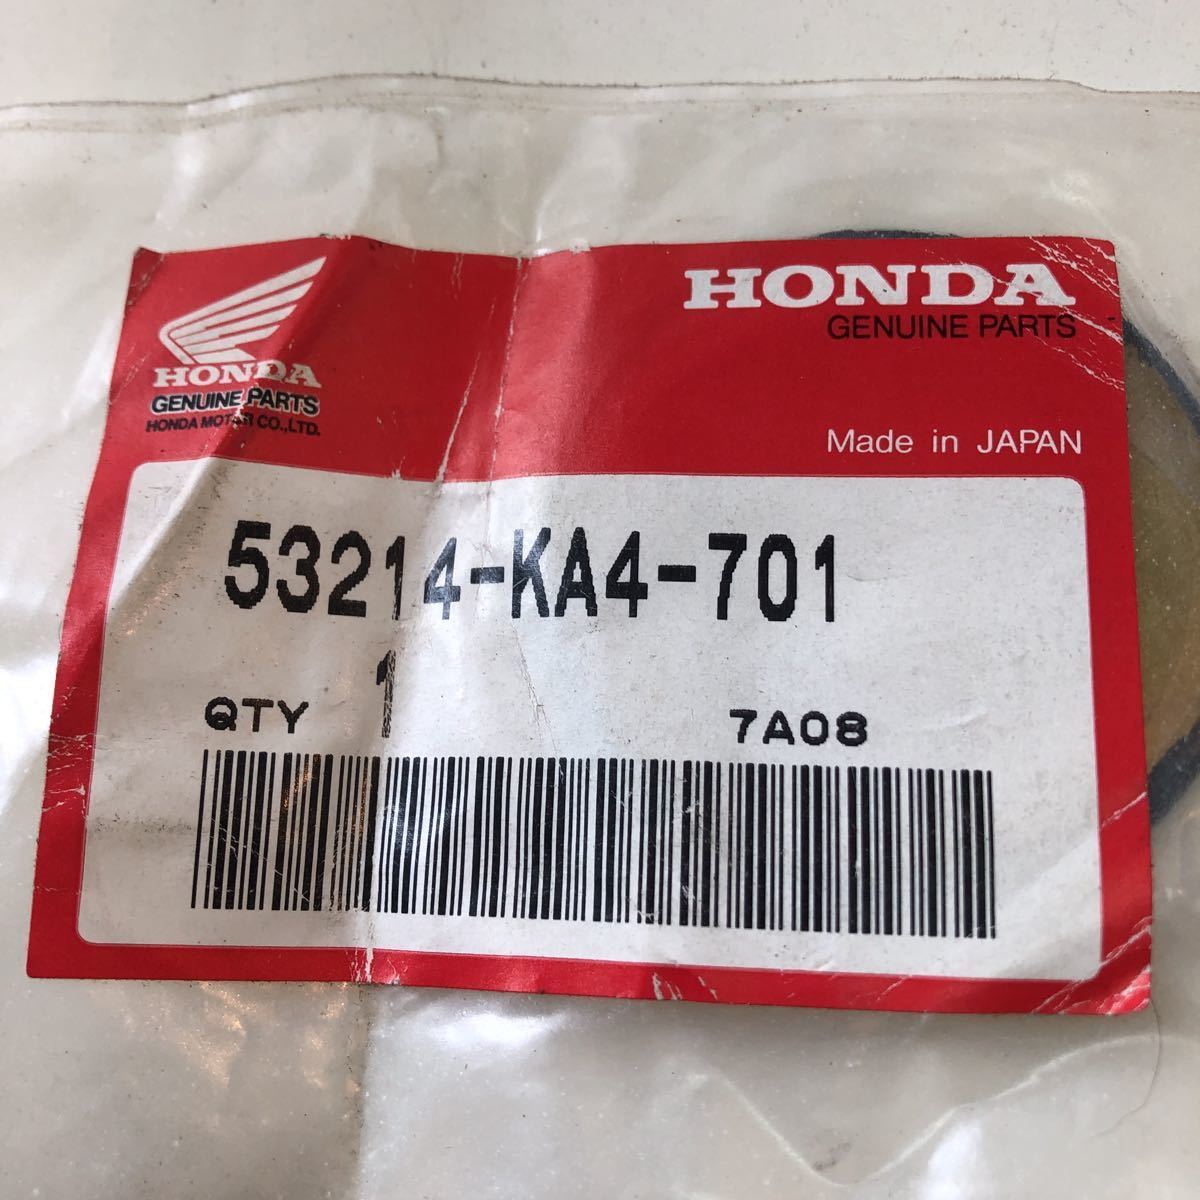 HONDA
GENUINE PARTS
HONDA MOTOR CO.,LTD.
HONDA
GENUINE PARTS
Made in JAPAN
53214-KA4-701
QTY 1 7A08